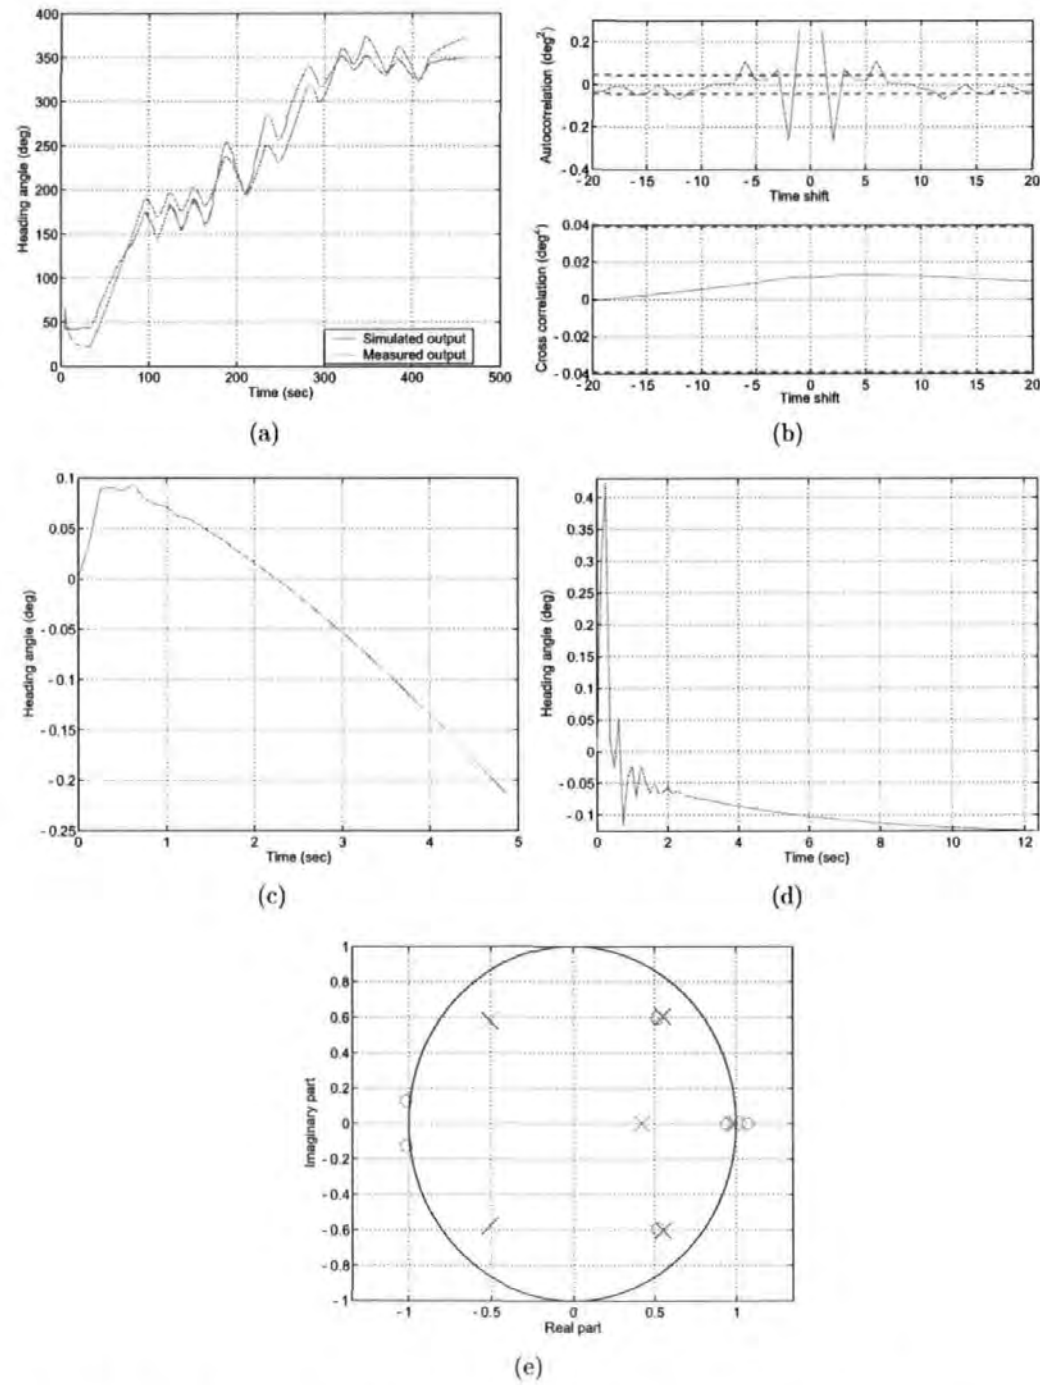 400
350
300
250
200
150
100
50
0
Heading angle (deg)
Simulated output
Measured output
0 100 200 300 400 500
Time (sec)
(a)
0.2
0
- 0.2
- 0.4
Autocorrelation (deg²)
- 20 - 15 - 10 - 5 0 5 10 15 20
Time shift
0.04
0.02
0
- 0.02
- 0.04
Cross correlation (deg²)
- 20 - 15 - 10 - 5 0 5 10 15 20
Time shift
(b)
0.1
0.05
0
- 0.05
- 0.1
- 0.15
- 0.2
- 0.25
Heading angle (deg)
0 1 2 3 4 5
Time (sec)
(c)
0.4
0.35
0.3
0.25
0.2
0.15
0.1
0.05
0
- 0.05
- 0.1
Heading angle (deg)
0 2 4 6 8 10 12
Time (sec)
(d)
1
0.8
0.6
0.4
0.2
0
- 0.2
- 0.4
- 0.6
- 0.8
- 1
Imaginary part
- 1 - 0.5 0 0.5 1
Real part
(e)